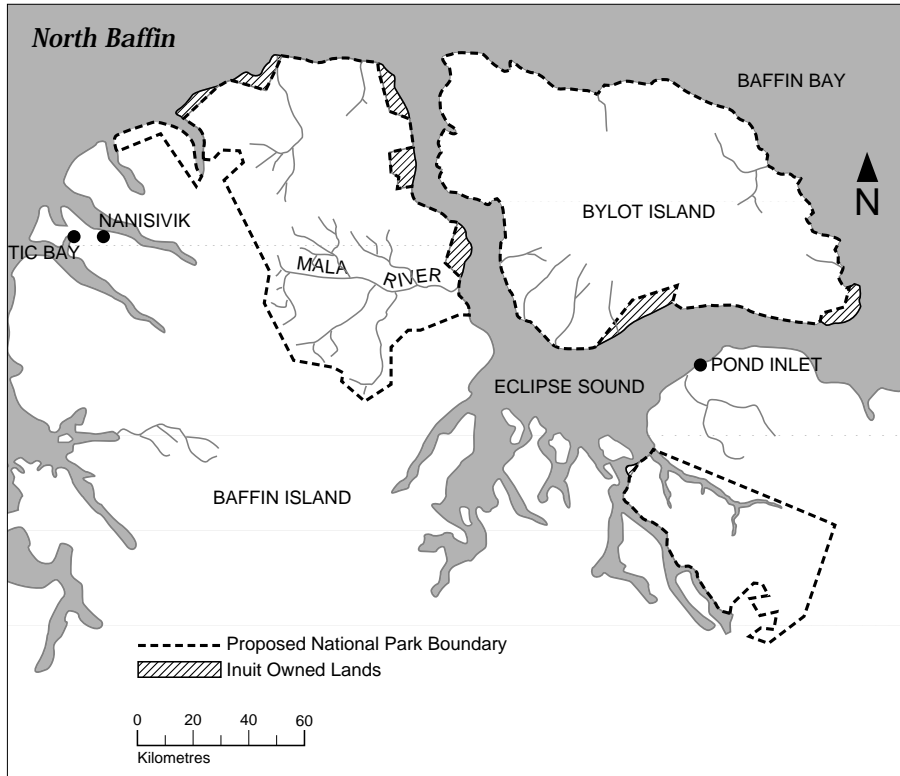 North Baffin
BAFFIN BAY
N
BYLOT ISLAND
NANISIVIK
TIC BAY
MALA RIVER
POND INLET
ECLIPSE SOUND
BAFFIN ISLAND
Proposed National Park Boundary
Inuit Owned Lands
0 20 40 60
Kilometres